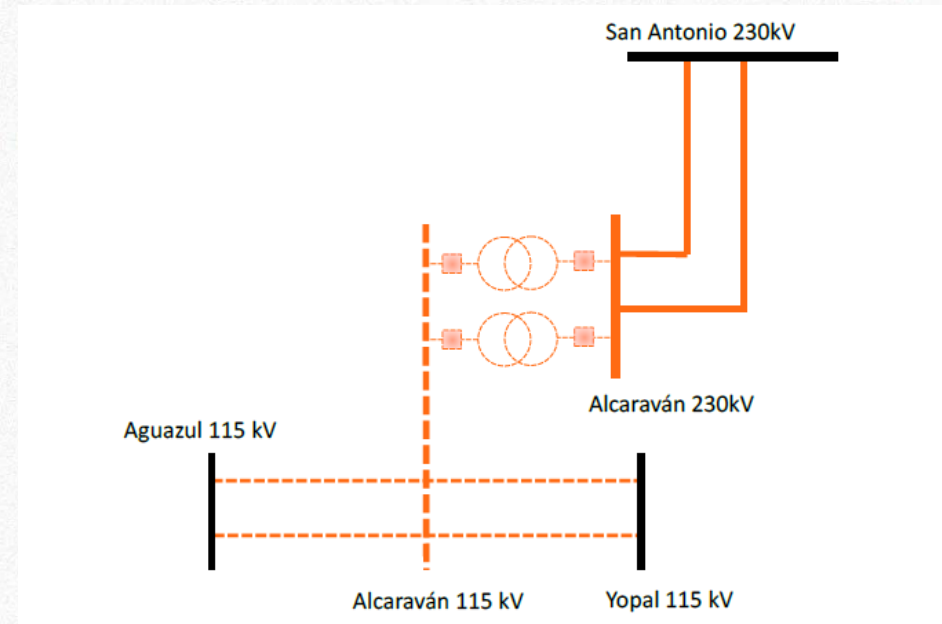 San Antonio 230kV
Alcaraván 230kV
Aguazul 115 kV
Alcaraván 115 kV
Yopal 115 kV